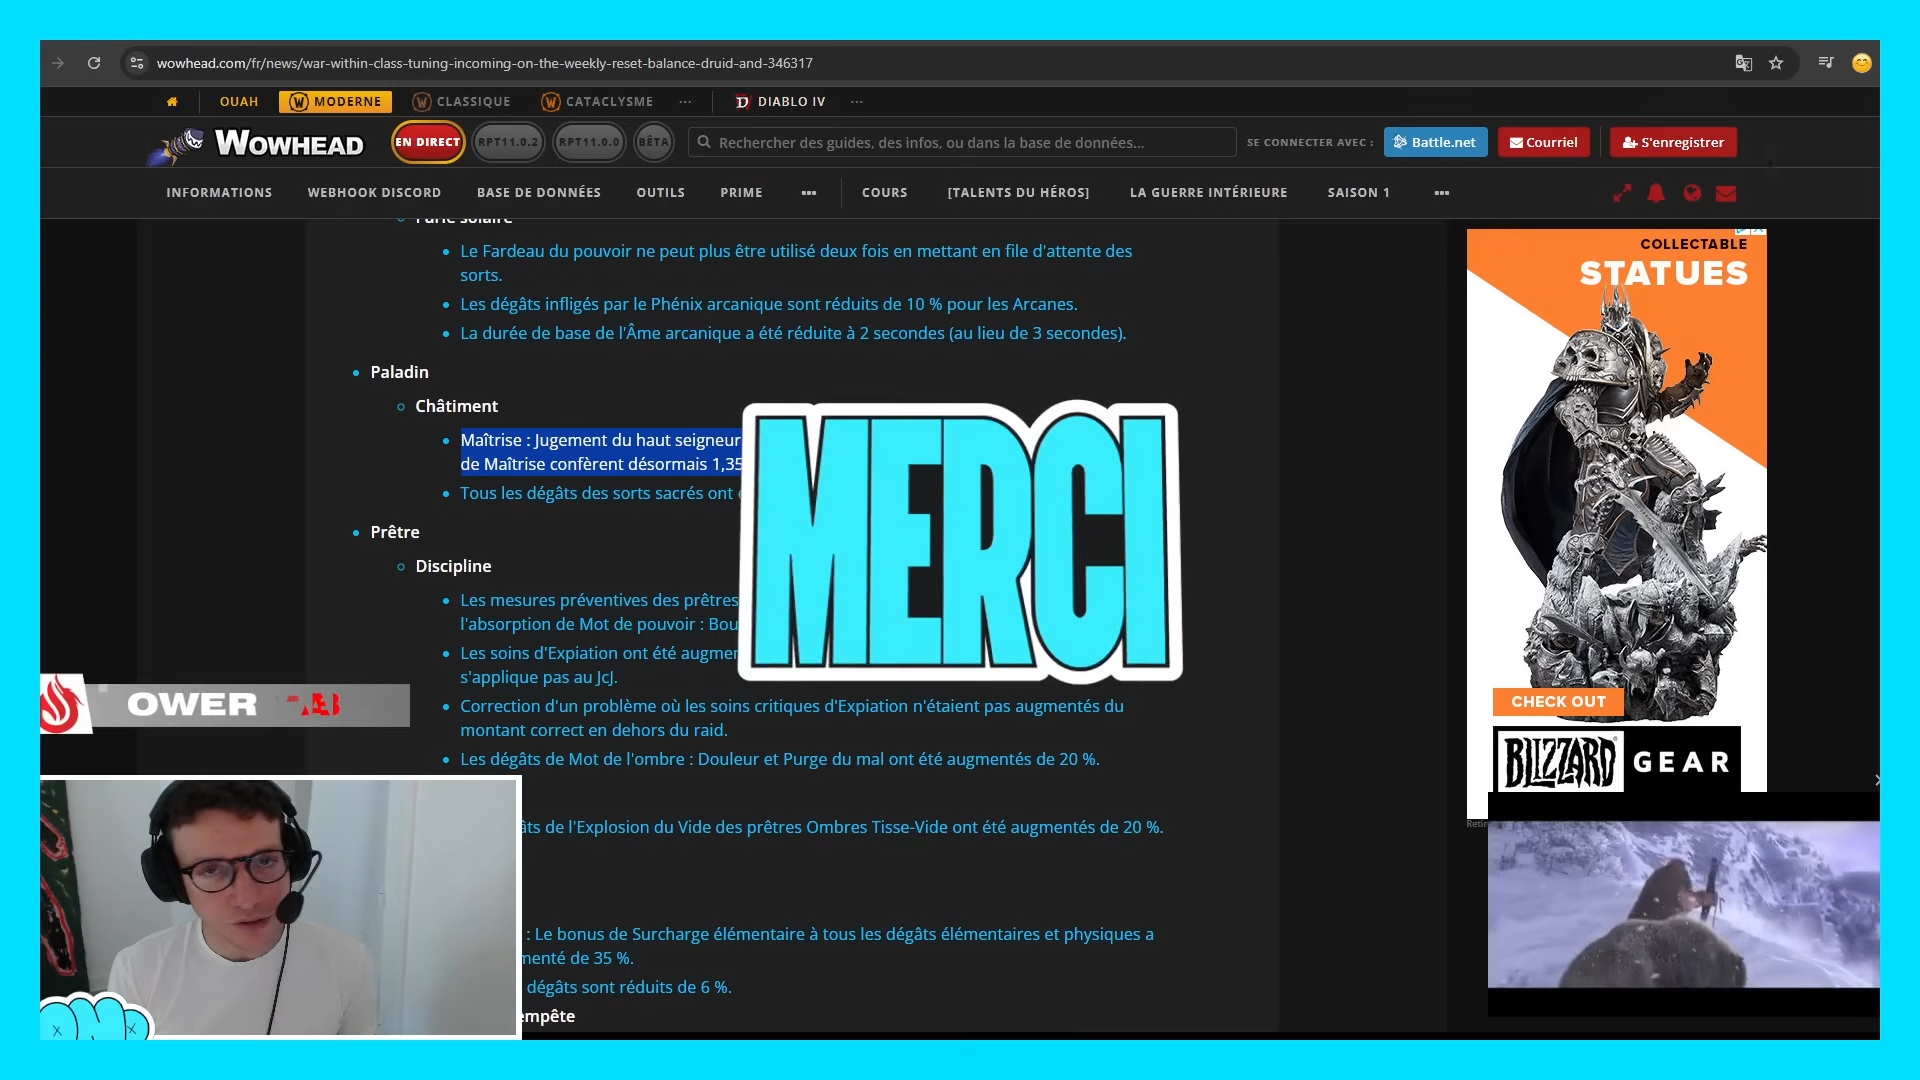 wowhead.com/fr/news/war-within-class-tuning-incoming-on-the-weekly-reset-balance-druid-and-346317
OUAH
MODERNE
CLASSIQUE
CATACLYSME
DIABLO IV
WOWHEAD
EN DIRECT
RPT11.0.2
RPT11.0.0
BÊTA
Rechercher des guides, des infos, ou dans la base de données...
SE CONNECTER AVEC :
Battle.net
Courriel
S'enregistrer
INFORMATIONS
WEBHOOK DISCORD
BASE DE DONNÉES
OUTILS
PRIME
COURS
[TALENTS DU HÉROS]
LA GUERRE INTÉRIEURE
SAISON 1
Furie solaire
Le Fardeau du pouvoir ne peut plus être utilisé deux fois en mettant en file d'attente des
sorts.
Les dégâts infligés par le Phénix arcanique sont réduits de 10 % pour les Arcanes.
La durée de base de l'Âme arcanique a été réduite à 2 secondes (au lieu de 3 secondes).
Paladin
Châtiment
Maîtrise : Jugement du haut seigneur
de Maîtrise confèrent désormais 1,35
Tous les dégâts des sorts sacrés ont
Prêtre
Discipline
Les mesures préventives des prêtres
l'absorption de Mot de pouvoir : Bou
Les soins d'Expiation ont été augmen
s'applique pas au JcJ.
Correction d'un problème où les soins critiques d'Expiation n'étaient pas augmentés du
montant correct en dehors du raid.
Les dégâts de Mot de l'ombre : Douleur et Purge du mal ont été augmentés de 20 %.
ts de l'Explosion du Vide des prêtres Ombres Tisse-Vide ont été augmentés de 20 %.
: Le bonus de Surcharge élémentaire à tous les dégâts élémentaires et physiques a
menté de 35 %.
dégâts sont réduits de 6 %.
empête
MERCI
OWER
COLLECTABLE
STATUES
CHECK OUT
BLIZZARD GEAR
Retir